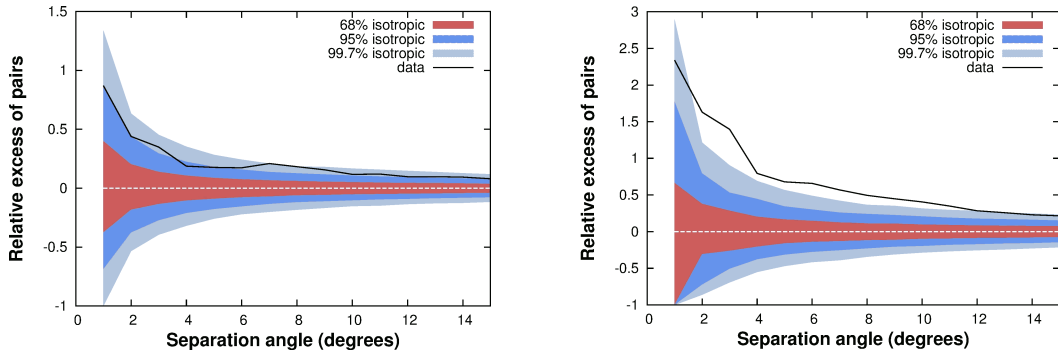 1.5
1
0.5
0
-0.5
-1
0 2 4 6 8 10 12 14
Relative excess of pairs
Separation angle (degrees)
68% isotropic
95% isotropic
99.7% isotropic
data
3
2.5
2
1.5
1
0.5
0
-0.5
-1
0 2 4 6 8 10 12 14
Relative excess of pairs
Separation angle (degrees)
68% isotropic
95% isotropic
99.7% isotropic
data